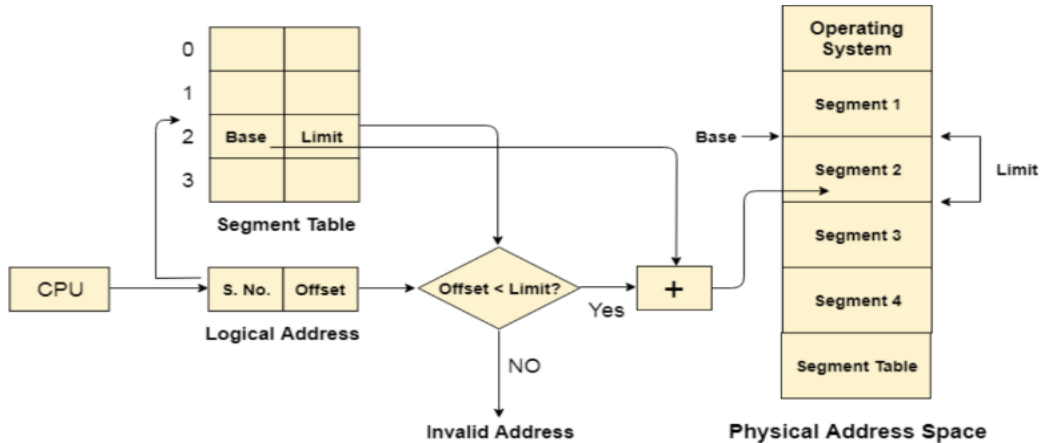 0
1
2
3
Base
Limit
Segment Table
CPU
S. No.
Offset
Logical Address
Offset < Limit?
Yes
NO
Invalid Address
+
Operating
System
Segment 1
Base
Segment 2
Limit
Segment 3
Segment 4
Segment Table
Physical Address Space